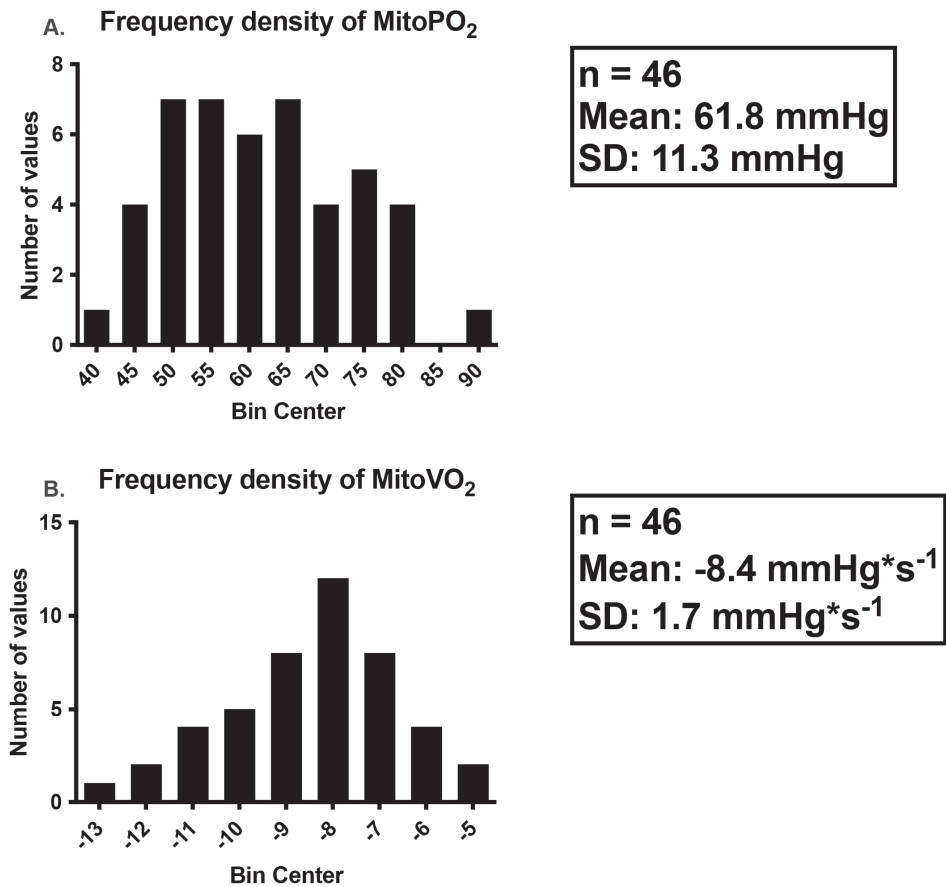 A.
Frequency density of MitoPO₂
8
6
4
2
0
Number of values
40 45 50 55 60 65 70 75 80 85 90
Bin Center
n = 46
Mean: 61.8 mmHg
SD: 11.3 mmHg
B.
Frequency density of MitoVO₂
15
10
5
0
Number of values
-13 -12 -11 -10 -9 -8 -7 -6 -5
Bin Center
n = 46
Mean: -8.4 mmHg*s⁻¹
SD: 1.7 mmHg*s⁻¹